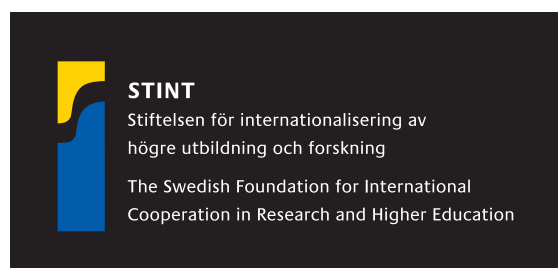 STINT
Stiftelsen för internationalisering av
högre utbildning och forskning
The Swedish Foundation for International
Cooperation in Research and Higher Education